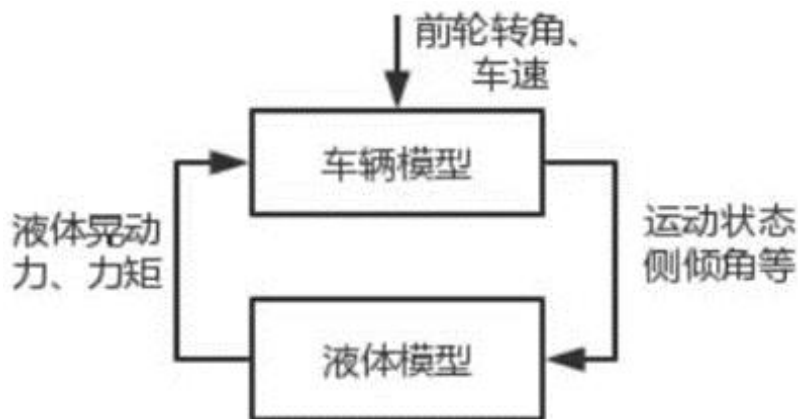 前轮转角、
车速
车辆模型
液体晃动
力、力矩
运动状态
侧倾角等
液体模型